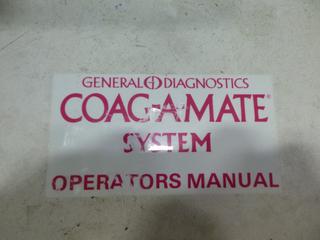 GENERAL DIAGNOSTICS
COAG-A-MATE®
SYSTEM
OPERATORS MANUAL